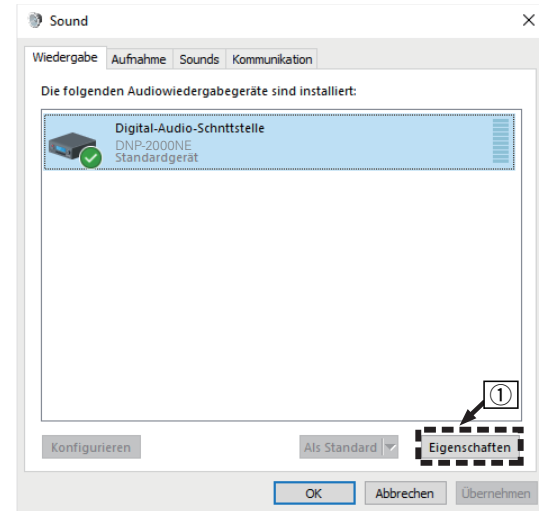 Sound
Wiedergabe Aufnahme Sounds Kommunikation
Die folgenden Audiowiedergabegeräte sind installiert:
Digital-Audio-Schnttstelle
DNP-2000NE
Standardgerät
①
Konfigurieren Als Standard Eigenschaften
OK Abbrechen Übernehmen